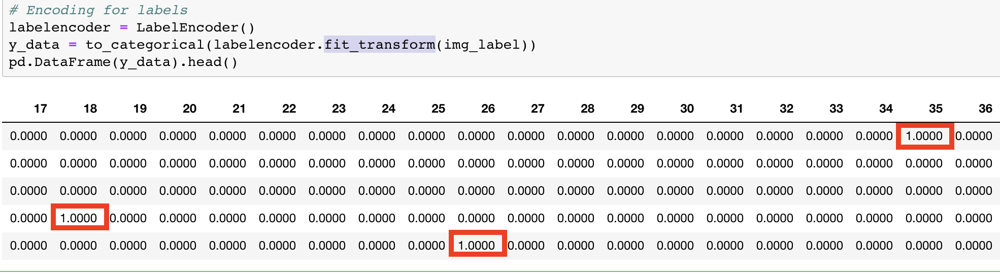 # Encoding for labels
labelencoder = LabelEncoder()
y_data = to_categorical(labelencoder.fit_transform(img_label))
pd.DataFrame(y_data).head()
17 18 19 20 21 22 23 24 25 26 27 28 29 30 31 32 33 34 35 36
0.0000 0.0000 0.0000 0.0000 0.0000 0.0000 0.0000 0.0000 0.0000 0.0000 0.0000 0.0000 0.0000 0.0000 0.0000 0.0000 0.0000 0.0000 1.0000 0.0000
0.0000 0.0000 0.0000 0.0000 0.0000 0.0000 0.0000 0.0000 0.0000 0.0000 0.0000 0.0000 0.0000 0.0000 0.0000 0.0000 0.0000 0.0000 0.0000 0.0000
0.0000 0.0000 0.0000 0.0000 0.0000 0.0000 0.0000 0.0000 0.0000 0.0000 0.0000 0.0000 0.0000 0.0000 0.0000 0.0000 0.0000 0.0000 0.0000 0.0000
0.0000 1.0000 0.0000 0.0000 0.0000 0.0000 0.0000 0.0000 0.0000 0.0000 0.0000 0.0000 0.0000 0.0000 0.0000 0.0000 0.0000 0.0000 0.0000 0.0000
0.0000 0.0000 0.0000 0.0000 0.0000 0.0000 0.0000 0.0000 0.0000 1.0000 0.0000 0.0000 0.0000 0.0000 0.0000 0.0000 0.0000 0.0000 0.0000 0.0000